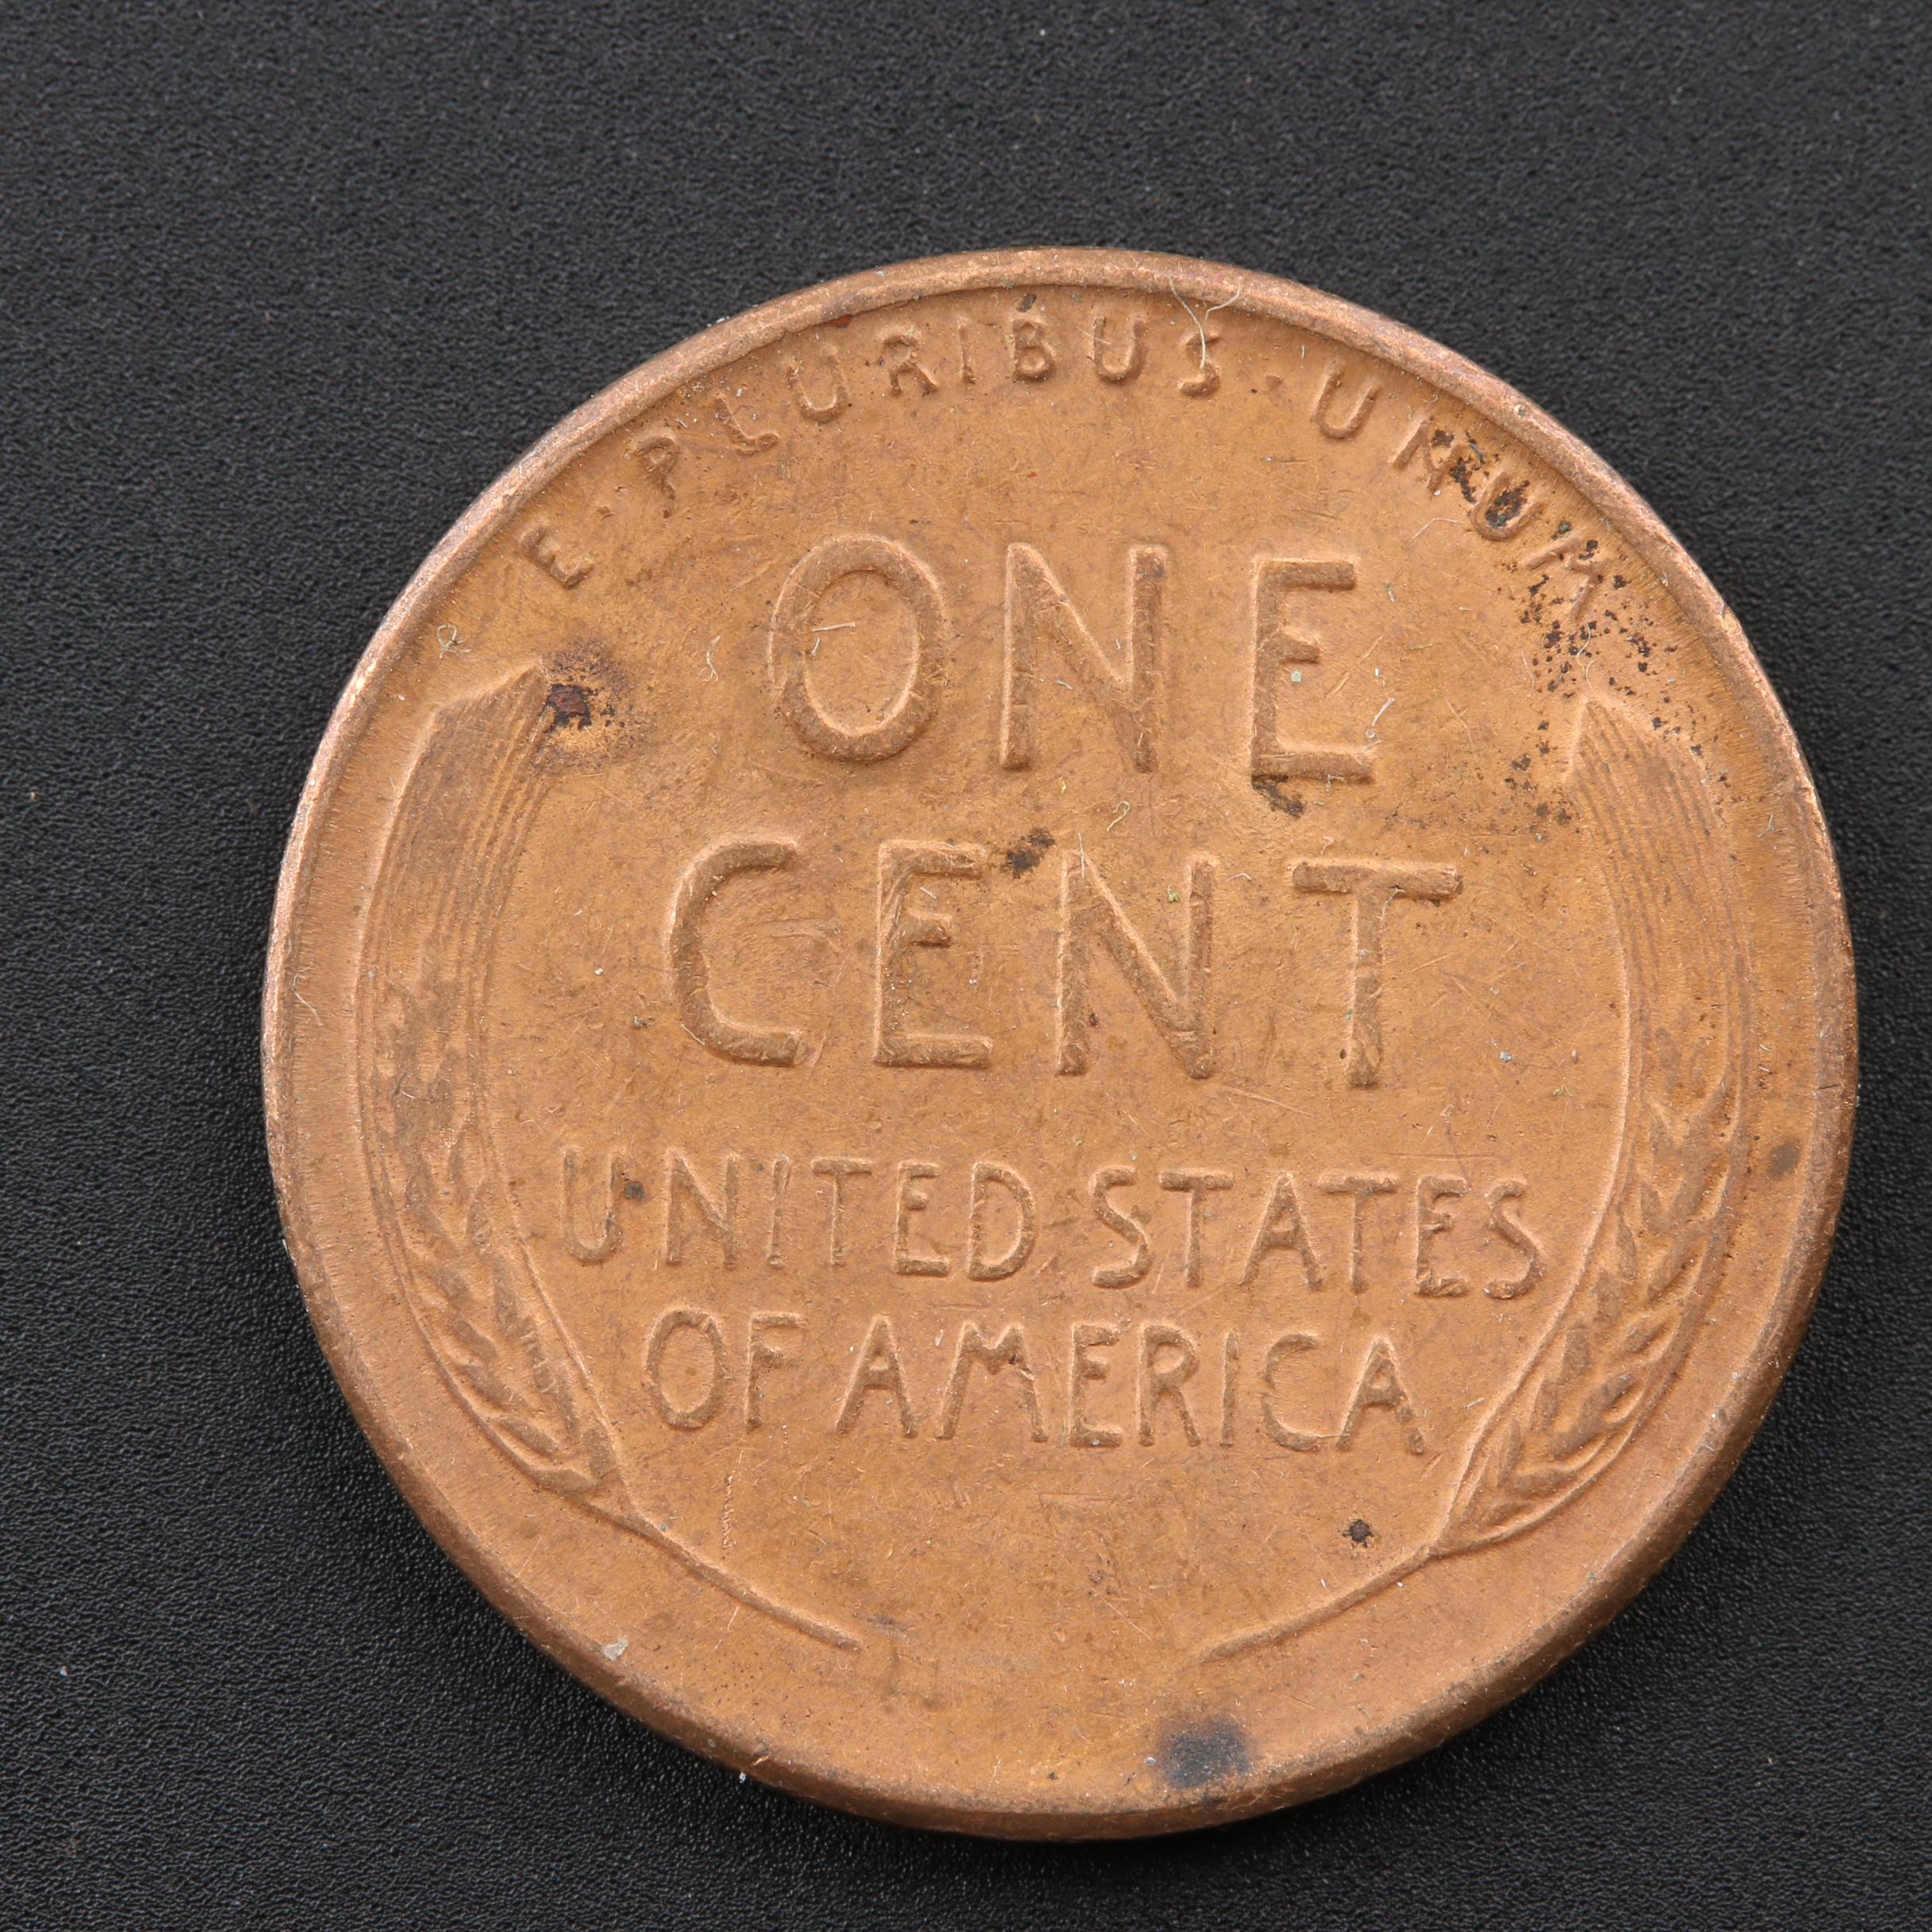 E·PLURIBUS·UNUM
ONE
CENT
UNITED STATES
OF AMERICA